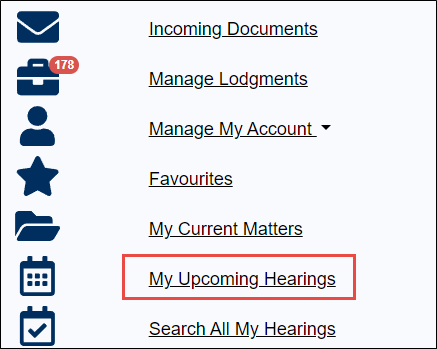 Incoming Documents
178
Manage Lodgments
Manage My Account
Favourites
My Current Matters
My Upcoming Hearings
Search All My Hearings